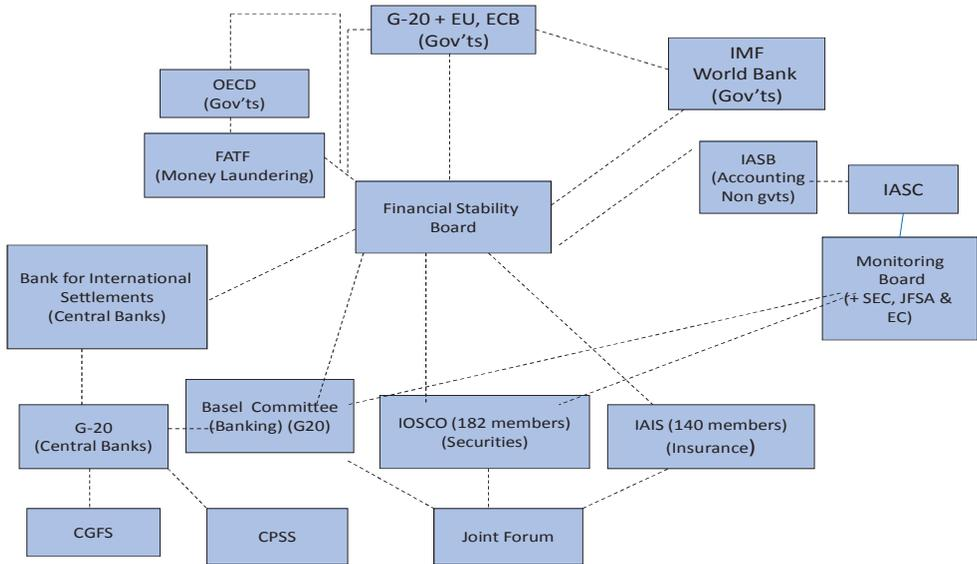 G-20 + EU, ECB
(Gov'ts)
IMF
World Bank
(Gov'ts)
OECD
(Gov'ts)
FATF
(Money Laundering)
IASB
(Accounting
Non gvts)
IASC
Financial Stability
Board
Monitoring
Board
(+ SEC, JFSA &
EC)
Bank for International
Settlements
(Central Banks)
Basel Committee
(Banking) (G20)
G-20
(Central Banks)
IOSCO (182 members)
(Securities)
IAIS (140 members)
(Insurance)
CGFS
CPSS
Joint Forum